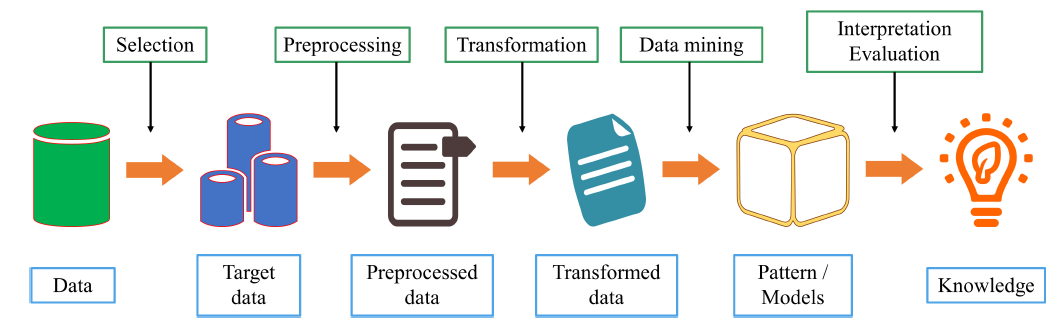 Selection
Preprocessing
Transformation
Data mining
Interpretation
Evaluation
Data
Target
data
Preprocessed
data
Transformed
data
Pattern /
Models
Knowledge